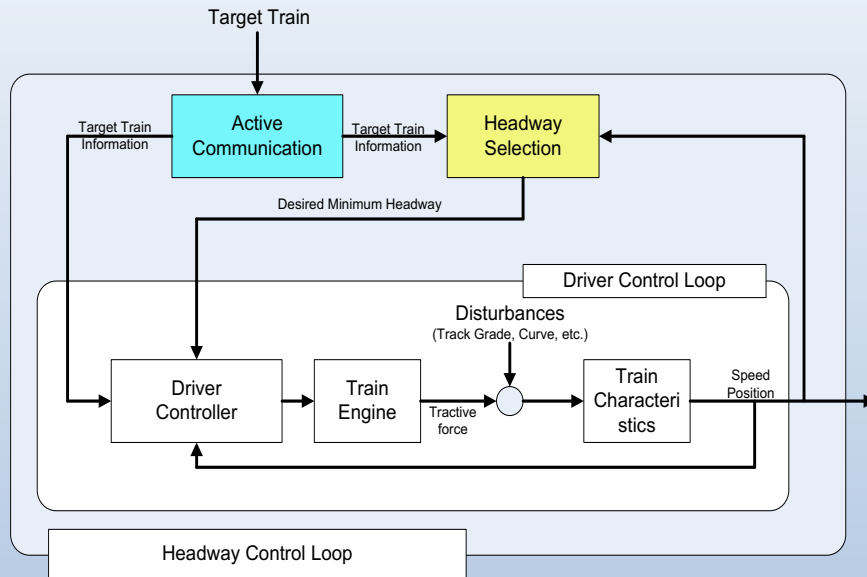 Target Train
Target Train
Information
Active
Communication
Target Train
Information
Headway
Selection
Desired Minimum Headway
Driver Control Loop
Disturbances
(Track Grade, Curve, etc.)
Driver
Controller
Train
Engine
Tractive
force
Train
Characteri
stics
Speed
Position
Headway Control Loop